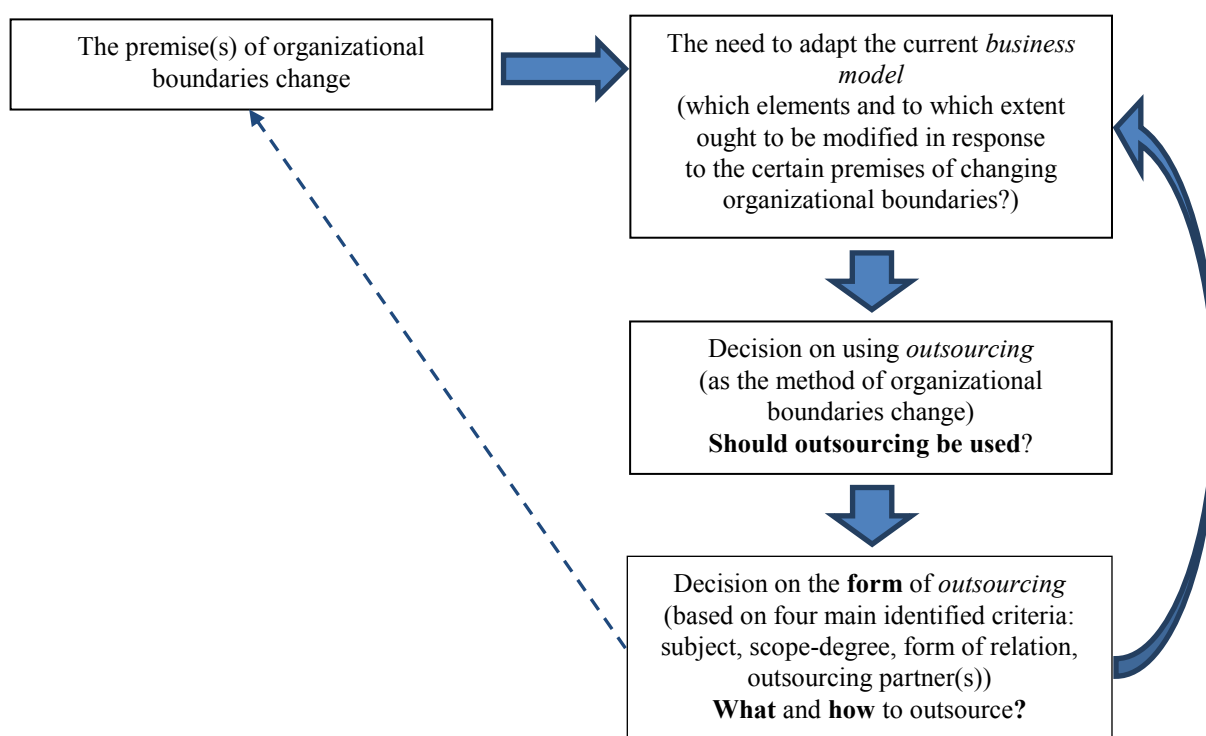 The premise(s) of organizational
boundaries change
The need to adapt the current business
model
(which elements and to which extent
ought to be modified in response
to the certain premises of changing
organizational boundaries?)
Decision on using outsourcing
(as the method of organizational
boundaries change)
Should outsourcing be used?
Decision on the form of outsourcing
(based on four main identified criteria:
subject, scope-degree, form of relation,
outsourcing partner(s))
What and how to outsource?